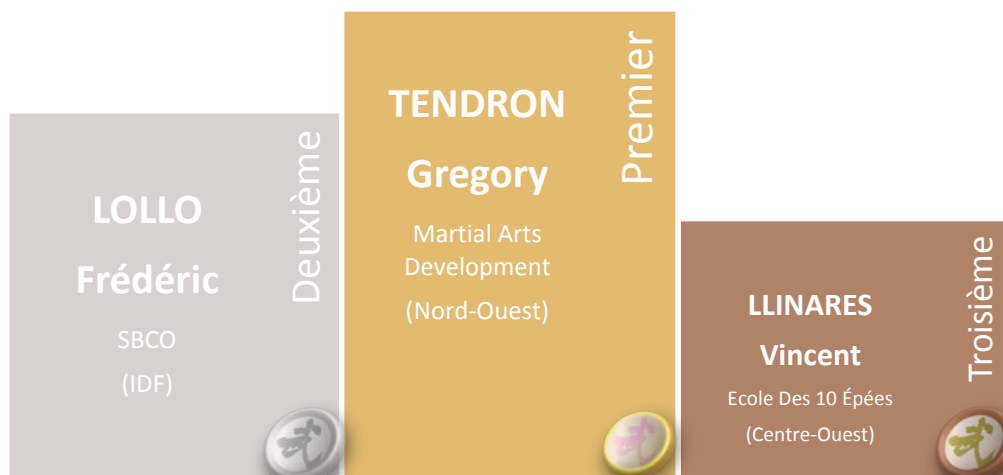 LOLLO
Frédéric
SBCO
(IDF)
Deuxième
TENDRON
Gregory
Martial Arts
Development
(Nord-Ouest)
Premier
LLINARES
Vincent
Ecole Des 10 Épées
(Centre-Ouest)
Troisième